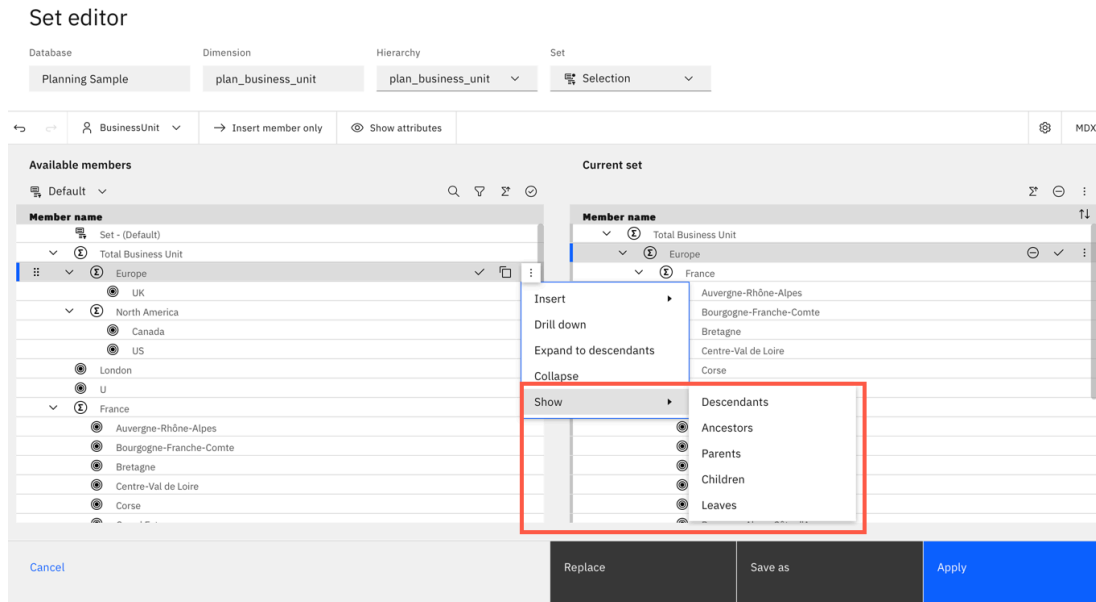 Set editor
Database Dimension Hierarchy Set
Planning Sample plan_business_unit plan_business_unit Selection
BusinessUnit Insert member only Show attributes MDX
Available members Current set
Default
Member name Member name
Set - (Default) Total Business Unit
Total Business Unit Europe
Europe France
UK Auvergne-Rhône-Alpes
North America Bourgogne-Franche-Comte
Canada Bretagne
US Centre-Val de Loire
London Corse
U
France
Auvergne-Rhône-Alpes
Bourgogne-Franche-Comte
Bretagne
Centre-Val de Loire
Corse
Insert
Drill down
Expand to descendants
Collapse
Show
Descendants
Ancestors
Parents
Children
Leaves
Cancel Replace Save as Apply